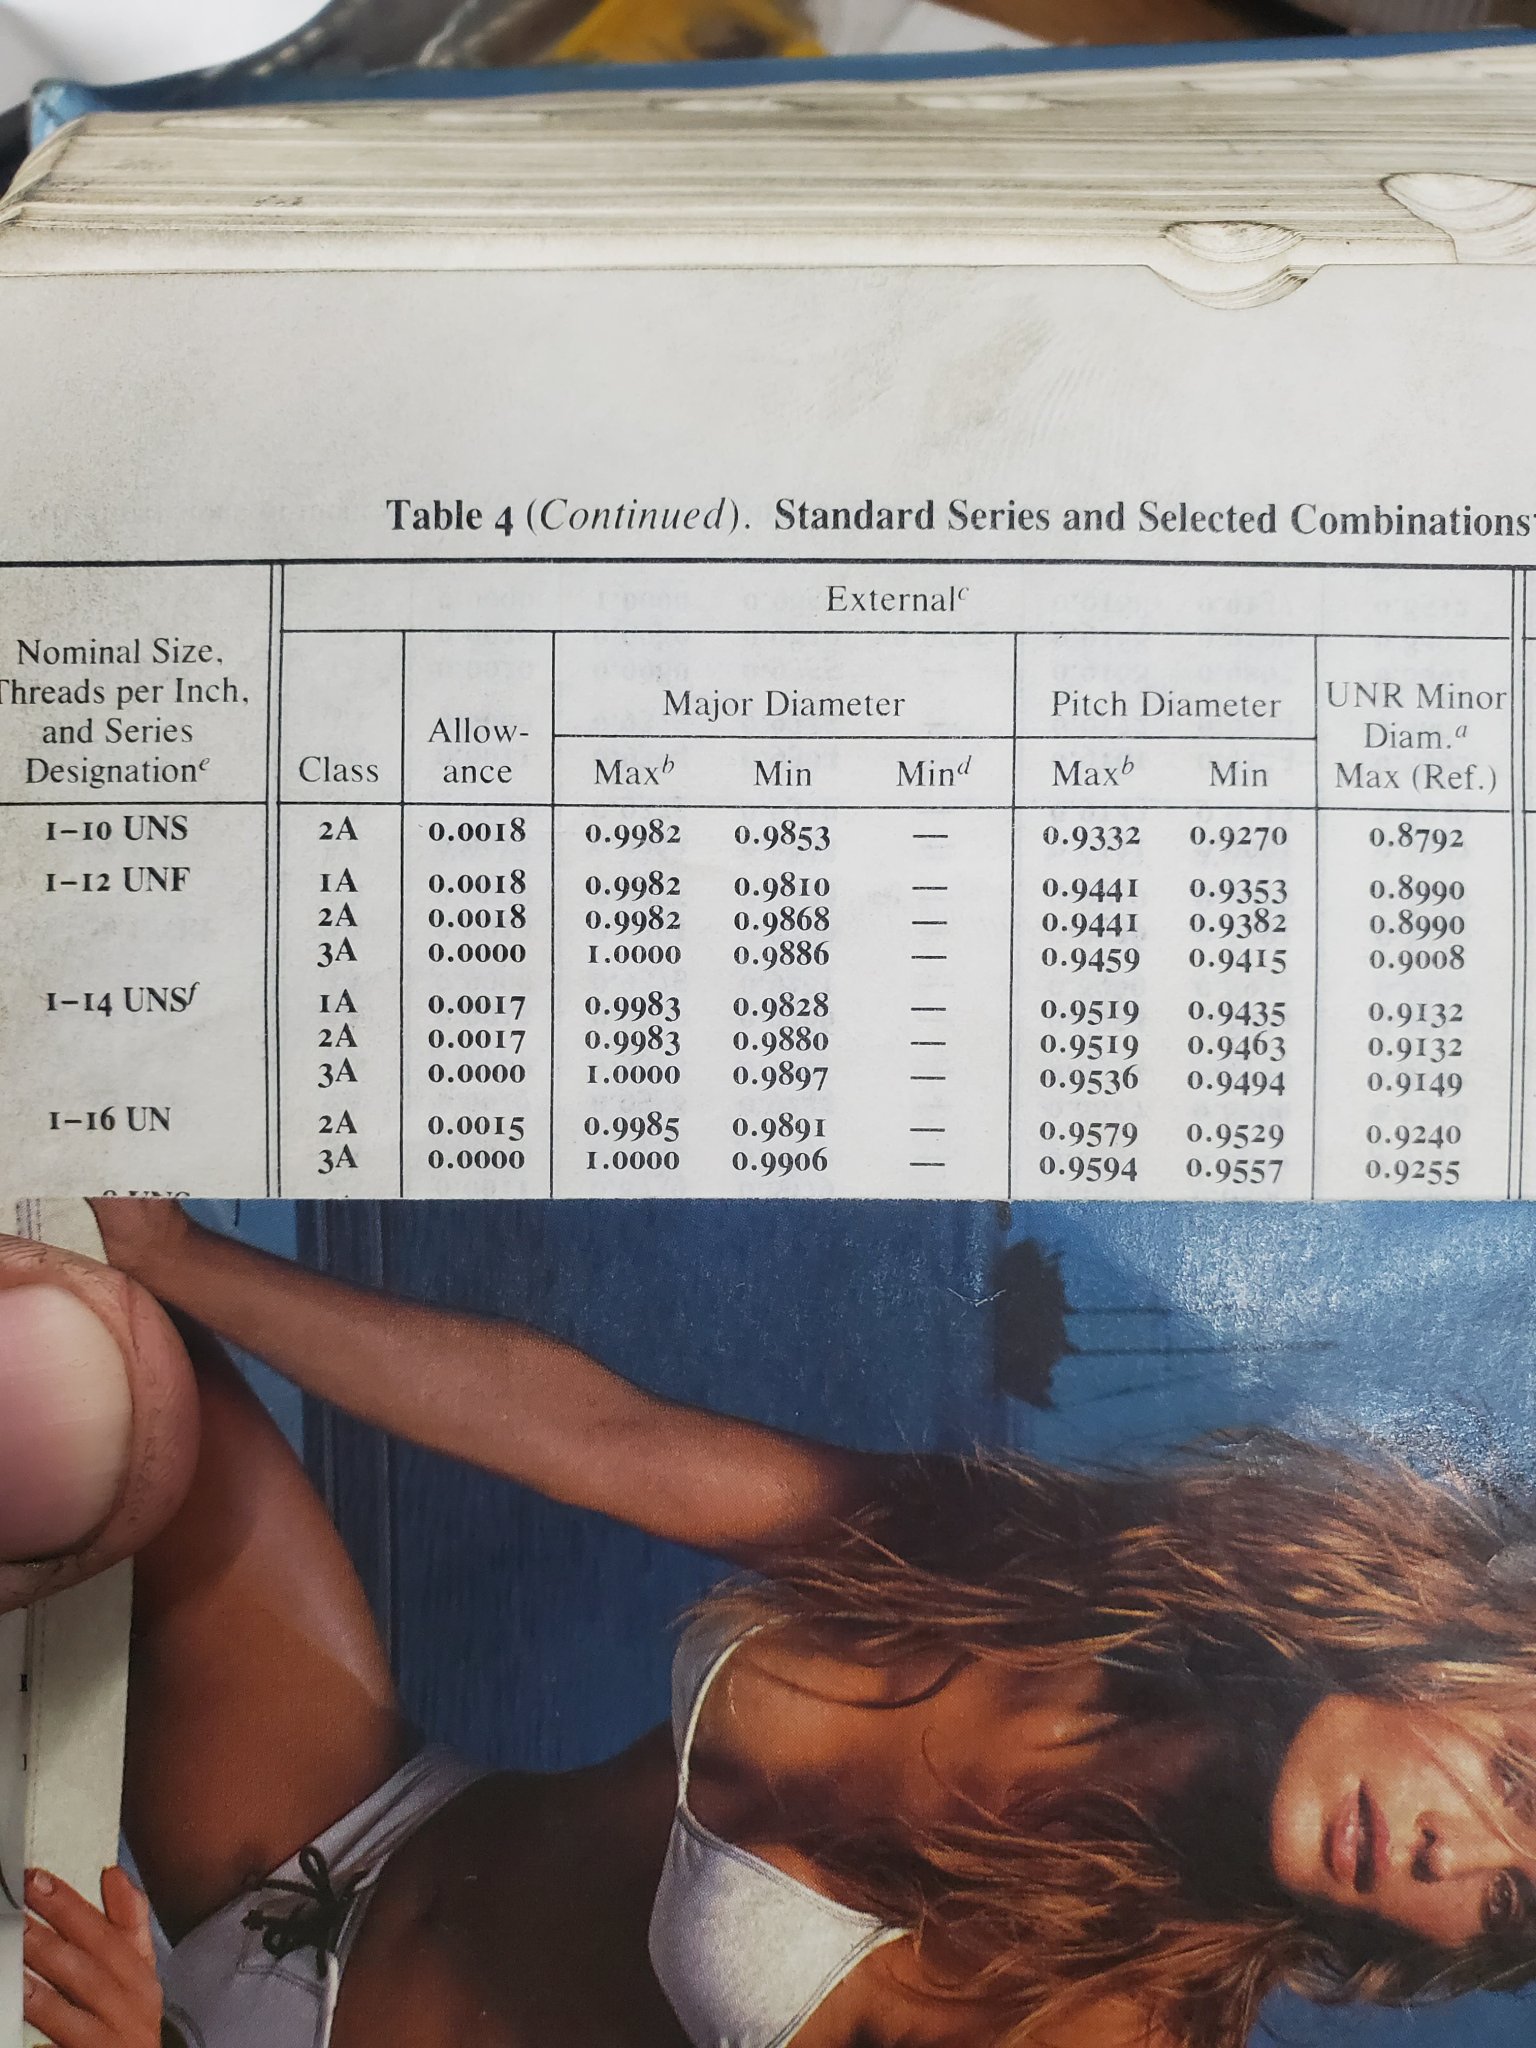 Table 4 (Continued). Standard Series and Selected Combinations
Nominal Size,
Threads per Inch,
and Series
Designationᵉ
Externalᶜ
Class
Allow-
ance
Major Diameter
Maxᵇ Min Minᵈ
Pitch Diameter
Maxᵇ Min
UNR Minor
Diam.ᵃ
Max (Ref.)
1–10 UNS 2A 0.0018 0.9982 0.9853 — 0.9332 0.9270 0.8792
1–12 UNF 1A 0.0018 0.9982 0.9810 — 0.9441 0.9353 0.8990
2A 0.0018 0.9982 0.9868 — 0.9441 0.9382 0.8990
3A 0.0000 1.0000 0.9886 — 0.9459 0.9415 0.9008
1–14 UNSᶠ 1A 0.0017 0.9983 0.9828 — 0.9519 0.9435 0.9132
2A 0.0017 0.9983 0.9880 — 0.9519 0.9463 0.9132
3A 0.0000 1.0000 0.9897 — 0.9536 0.9494 0.9149
1–16 UN 2A 0.0015 0.9985 0.9891 — 0.9579 0.9529 0.9240
3A 0.0000 1.0000 0.9906 — 0.9594 0.9557 0.9255